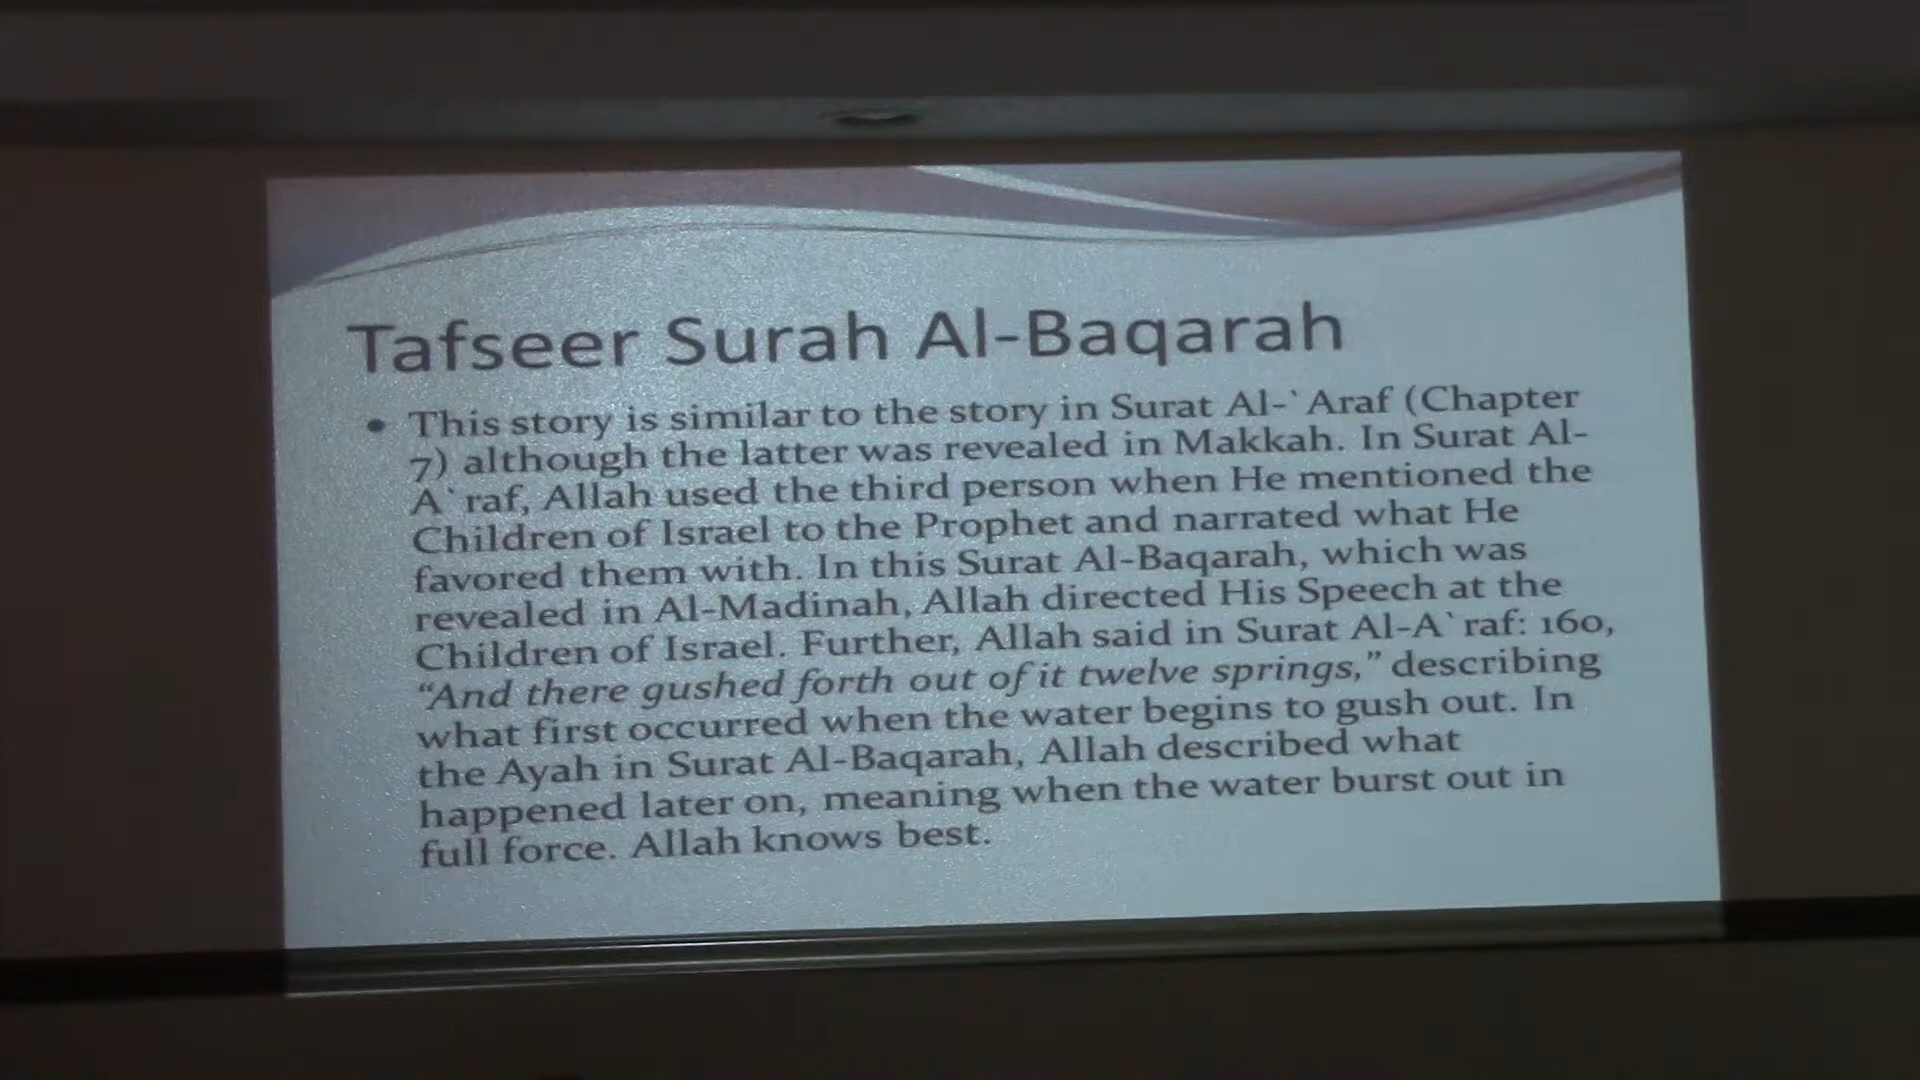 Tafseer Surah Al-Baqarah
• This story is similar to the story in Surat Al-`Araf (Chapter
7) although the latter was revealed in Makkah. In Surat Al-
A`raf, Allah used the third person when He mentioned the
Children of Israel to the Prophet and narrated what He
favored them with. In this Surat Al-Baqarah, which was
revealed in Al-Madinah, Allah directed His Speech at the
Children of Israel. Further, Allah said in Surat Al-A`raf: 160,
“And there gushed forth out of it twelve springs,” describing
what first occurred when the water begins to gush out. In
the Ayah in Surat Al-Baqarah, Allah described what
happened later on, meaning when the water burst out in
full force. Allah knows best.